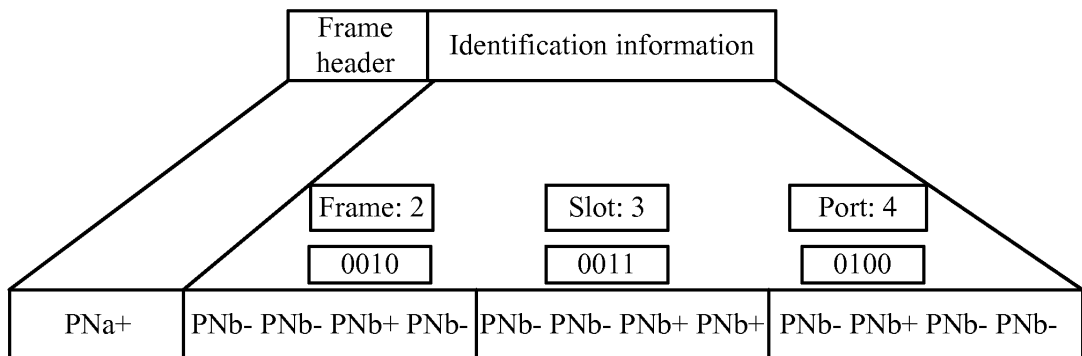 Frame
header
Identification information
Frame: 2
Slot: 3
Port: 4
0010
0011
0100
PNa+
PNb- PNb- PNb+ PNb-
PNb- PNb- PNb+ PNb+
PNb- PNb+ PNb- PNb-